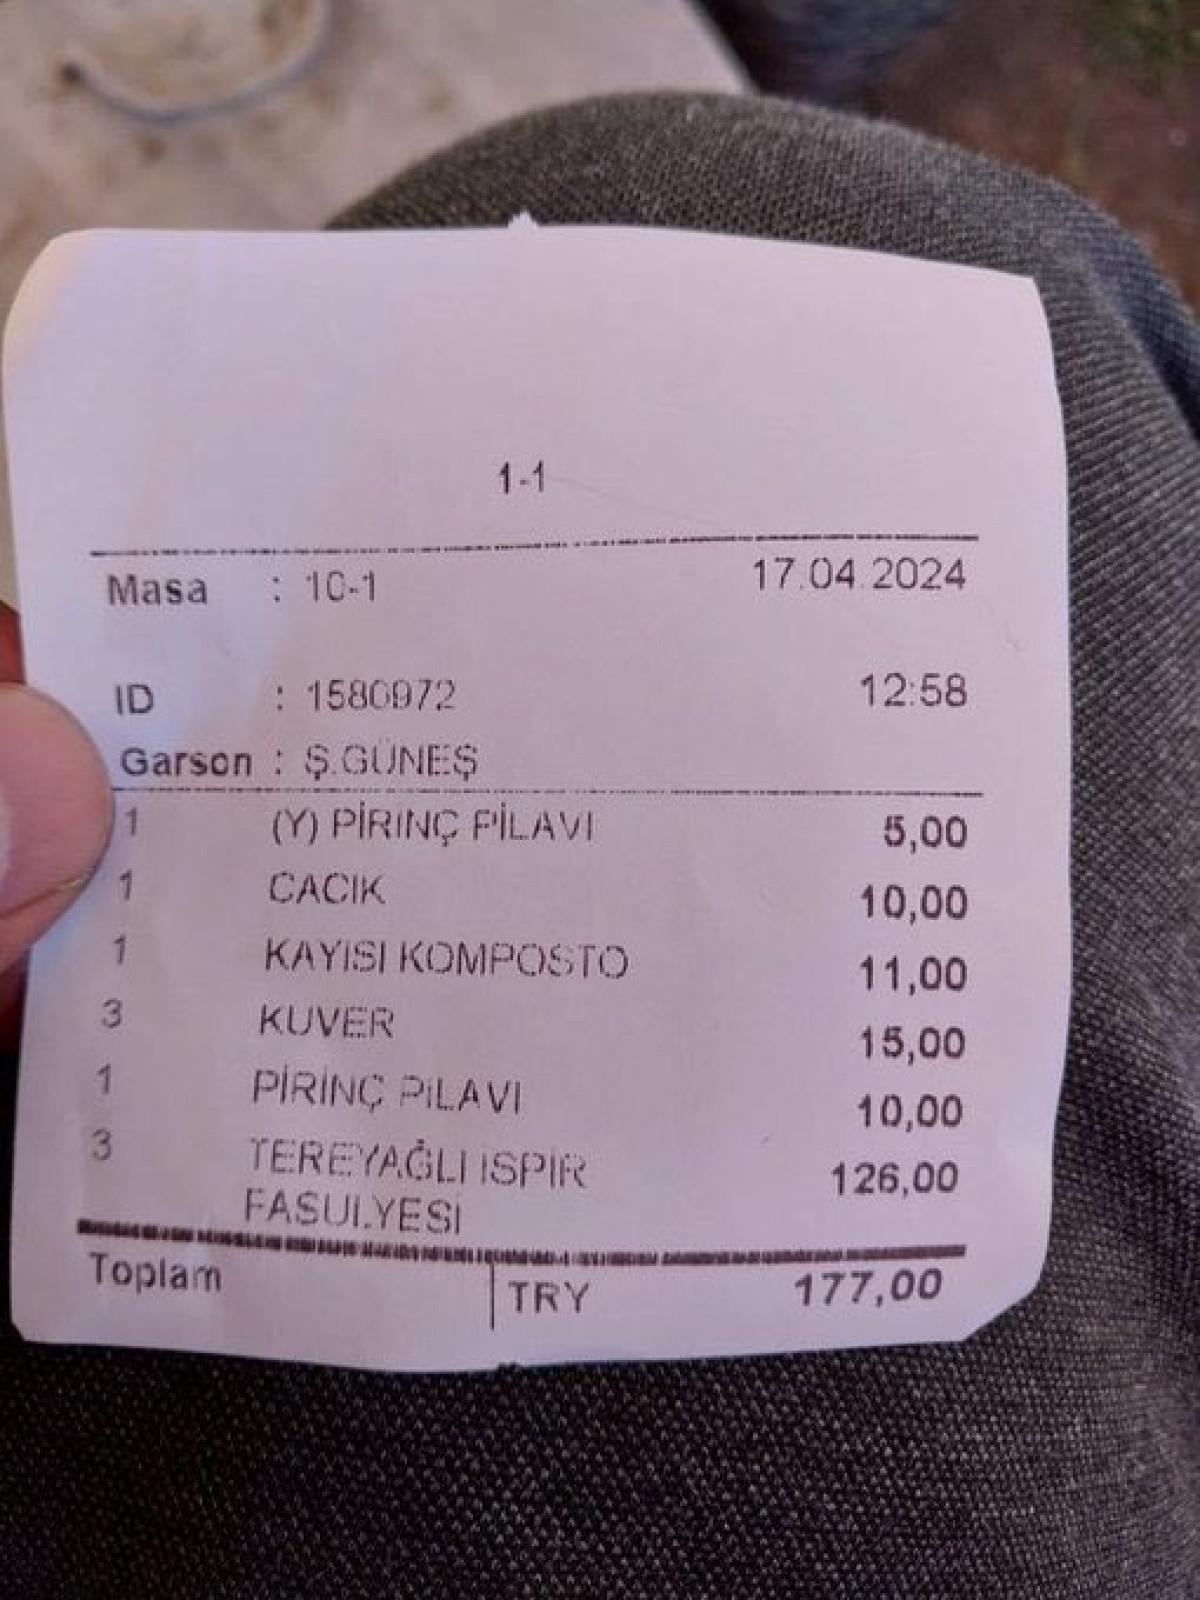 1-1
Masa : 10-1 17.04.2024
ID : 1580972 12:58
Garson : Ş.GÜNEŞ
1 (Y) PİRİNÇ PİLAVI 5,00
1 CACIK 10,00
1 KAYISI KOMPOSTO 11,00
3 KUVER 15,00
1 PİRİNÇ PİLAVI 10,00
3 TEREYAĞLI İSPİR 126,00
FASULYESİ
Toplam TRY 177,00